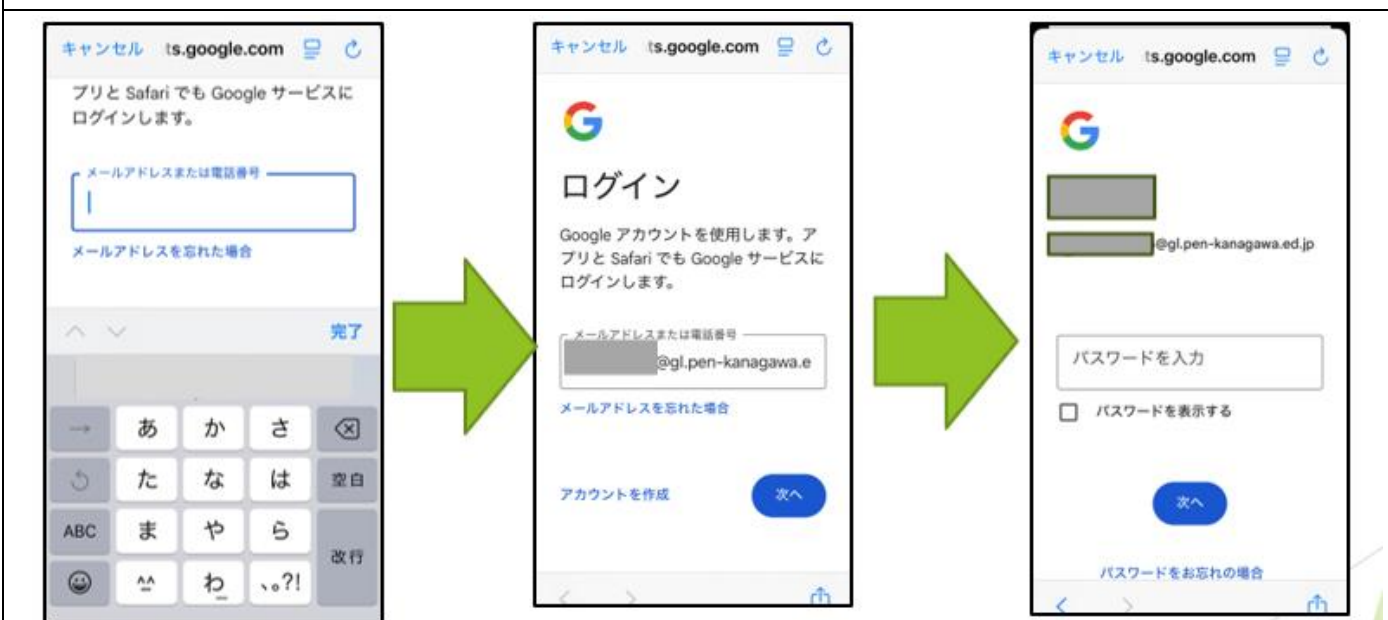 キャンセル ts.google.com
プリと Safari でも Google サービスに
ログインします。
メールアドレスまたは電話番号
メールアドレスを忘れた場合
完了
→ あ か さ
た な は 空白
ABC ま や ら 改行
^^ わ_ 、。?!
キャンセル ts.google.com
ログイン
Google アカウントを使用します。ア
プリと Safari でも Google サービスに
ログインします。
メールアドレスまたは電話番号
@gl.pen-kanagawa.e
メールアドレスを忘れた場合
アカウントを作成 次へ
キャンセル ts.google.com
@gl.pen-kanagawa.ed.jp
パスワードを入力
パスワードを表示する
次へ
パスワードをお忘れの場合